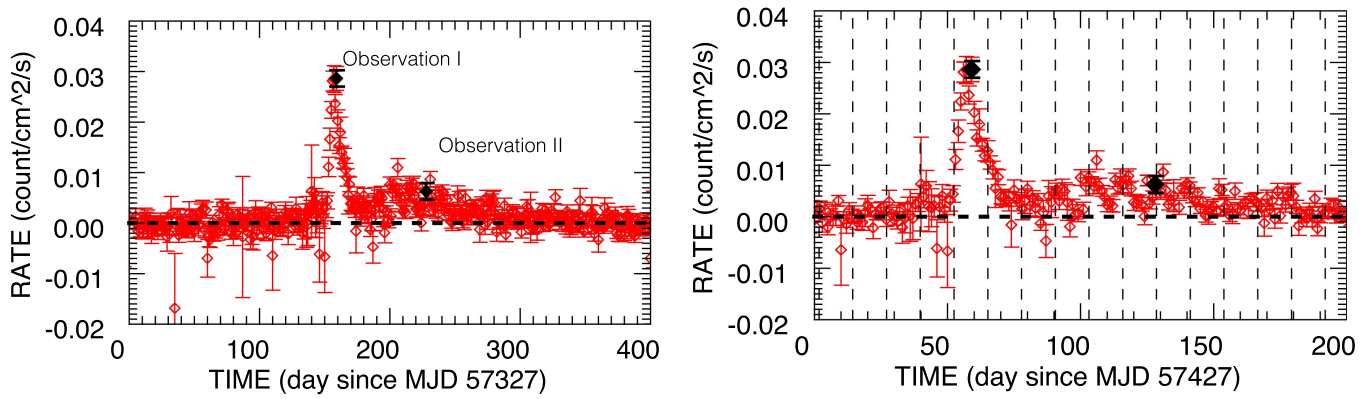 0.04
0.03
0.02
0.01
0.00
-0.01
-0.02
RATE (count/cm^2/s)
Observation I
Observation II
0 100 200 300 400
TIME (day since MJD 57327)
0.04
0.03
0.02
0.01
0.00
-0.01
-0.02
RATE (count/cm^2/s)
0 50 100 150 200
TIME (day since MJD 57427)